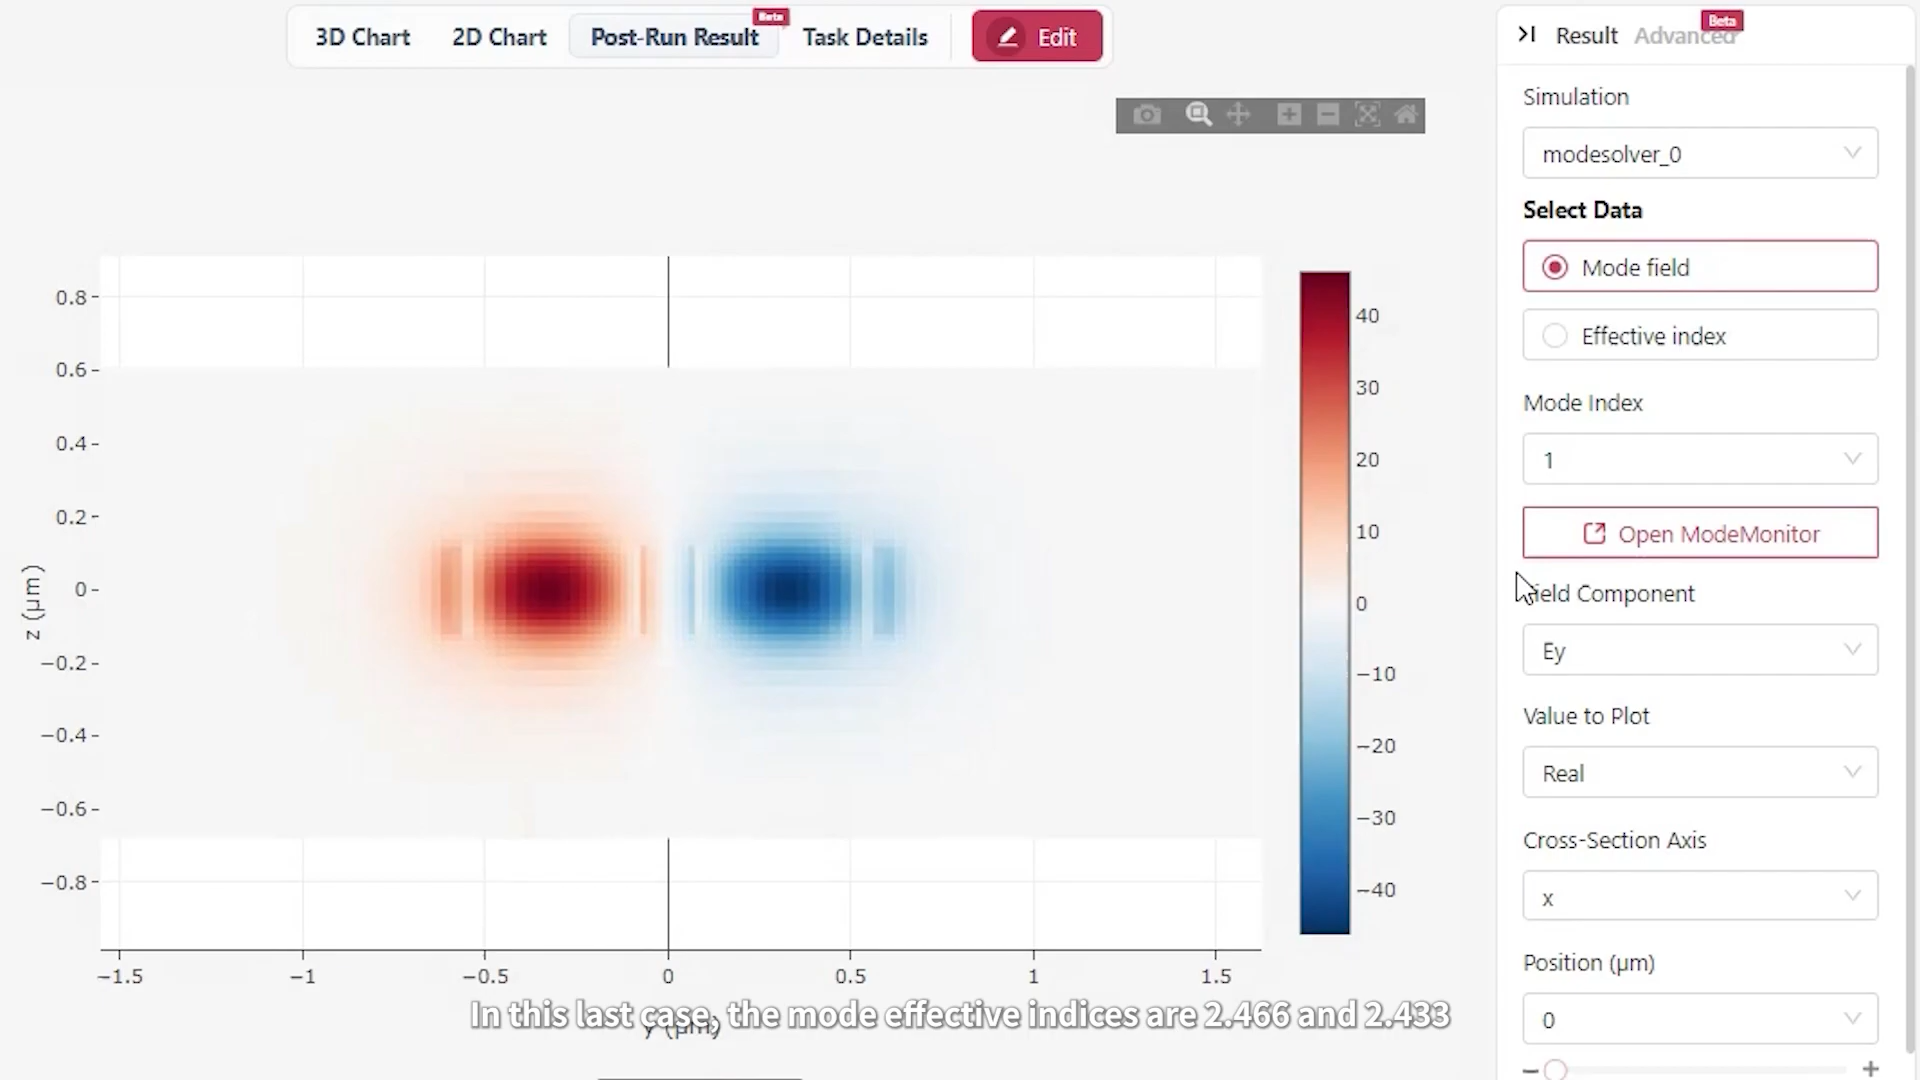 3D Chart 2D Chart Post-Run Result Beta Task Details Edit
Result Advanced Beta
Simulation
modesolver_0
Select Data
Mode field
Effective index
Mode Index
1
Open ModeMonitor
Field Component
Ey
Value to Plot
Real
Cross-Section Axis
x
Position (μm)
0
0.8
0.6
0.4
0.2
0
−0.2
−0.4
−0.6
−0.8
z (μm)
−1.5 −1 −0.5 0 0.5 1 1.5
y (μm)
40
30
20
10
0
−10
−20
−30
−40
In this last case, the mode effective indices are 2.466 and 2.433